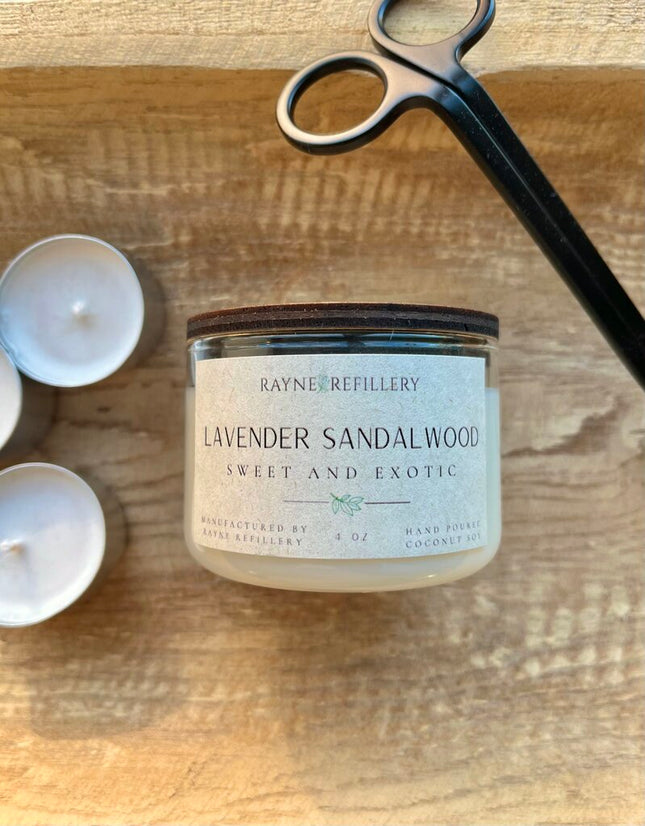 RAYNE REFILLERY
LAVENDER SANDALWOOD
SWEET AND EXOTIC
MANUFACTURED BY
RAYNE REFILLERY
4 OZ
HAND POURED
COCONUT SOY